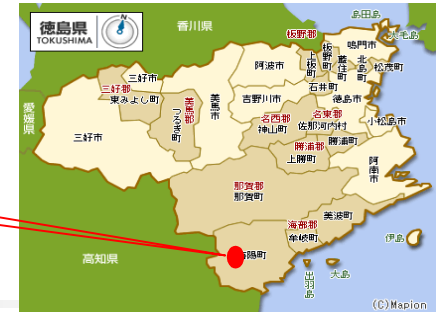 徳島県
TOKUSHIMA
N
香川県
島田島
大毛島
板野郡
鳴門市
板野町
上板町
藍住町
北島町
松茂町
阿波市
三好市
石井町
徳島市
三好郡
東みよし町
美馬郡
つるぎ町
美馬市
吉野川市
名西郡
神山町
名東郡
佐那河内村
小松島市
愛媛県
三好市
勝浦郡
勝浦町
上勝町
阿南市
那賀郡
那賀町
美波町
海部郡
牟岐町
伊島
陽町
高知県
出羽島
大島
(C)Mapion